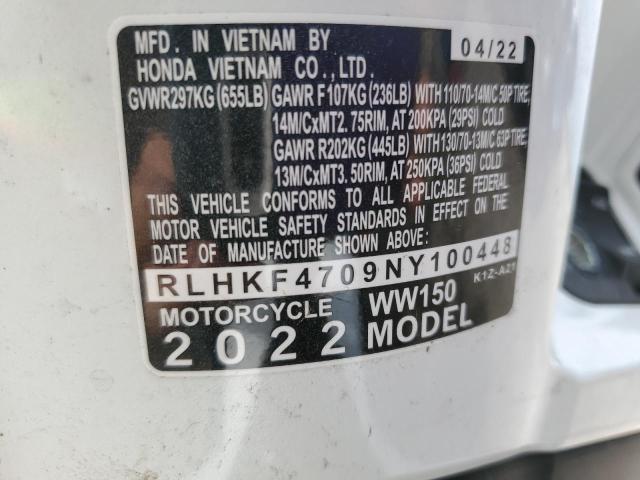 MFD. IN VIETNAM BY 04/22
HONDA VIETNAM CO.,LTD.
GVWR297KG (655LB) GAWR F107KG (236LB) WITH 110/70-14M/C 50P TIRE,
14M/CxMT2. 75RIM, AT 200KPA (29PSI) COLD
GAWR R202KG (445LB) WITH 130/70-13M/C 63P TIRE,
13M/CxMT3. 50RIM, AT 250KPA (36PSI) COLD
THIS VEHICLE CONFORMS TO ALL APPLICABLE FEDERAL
MOTOR VEHICLE SAFETY STANDARDS IN EFFECT ON THE
DATE OF MANUFACTURE SHOWN ABOVE.
RLHKF4709NY100448
K1Z-A21
MOTORCYCLE WW150
2022 MODEL